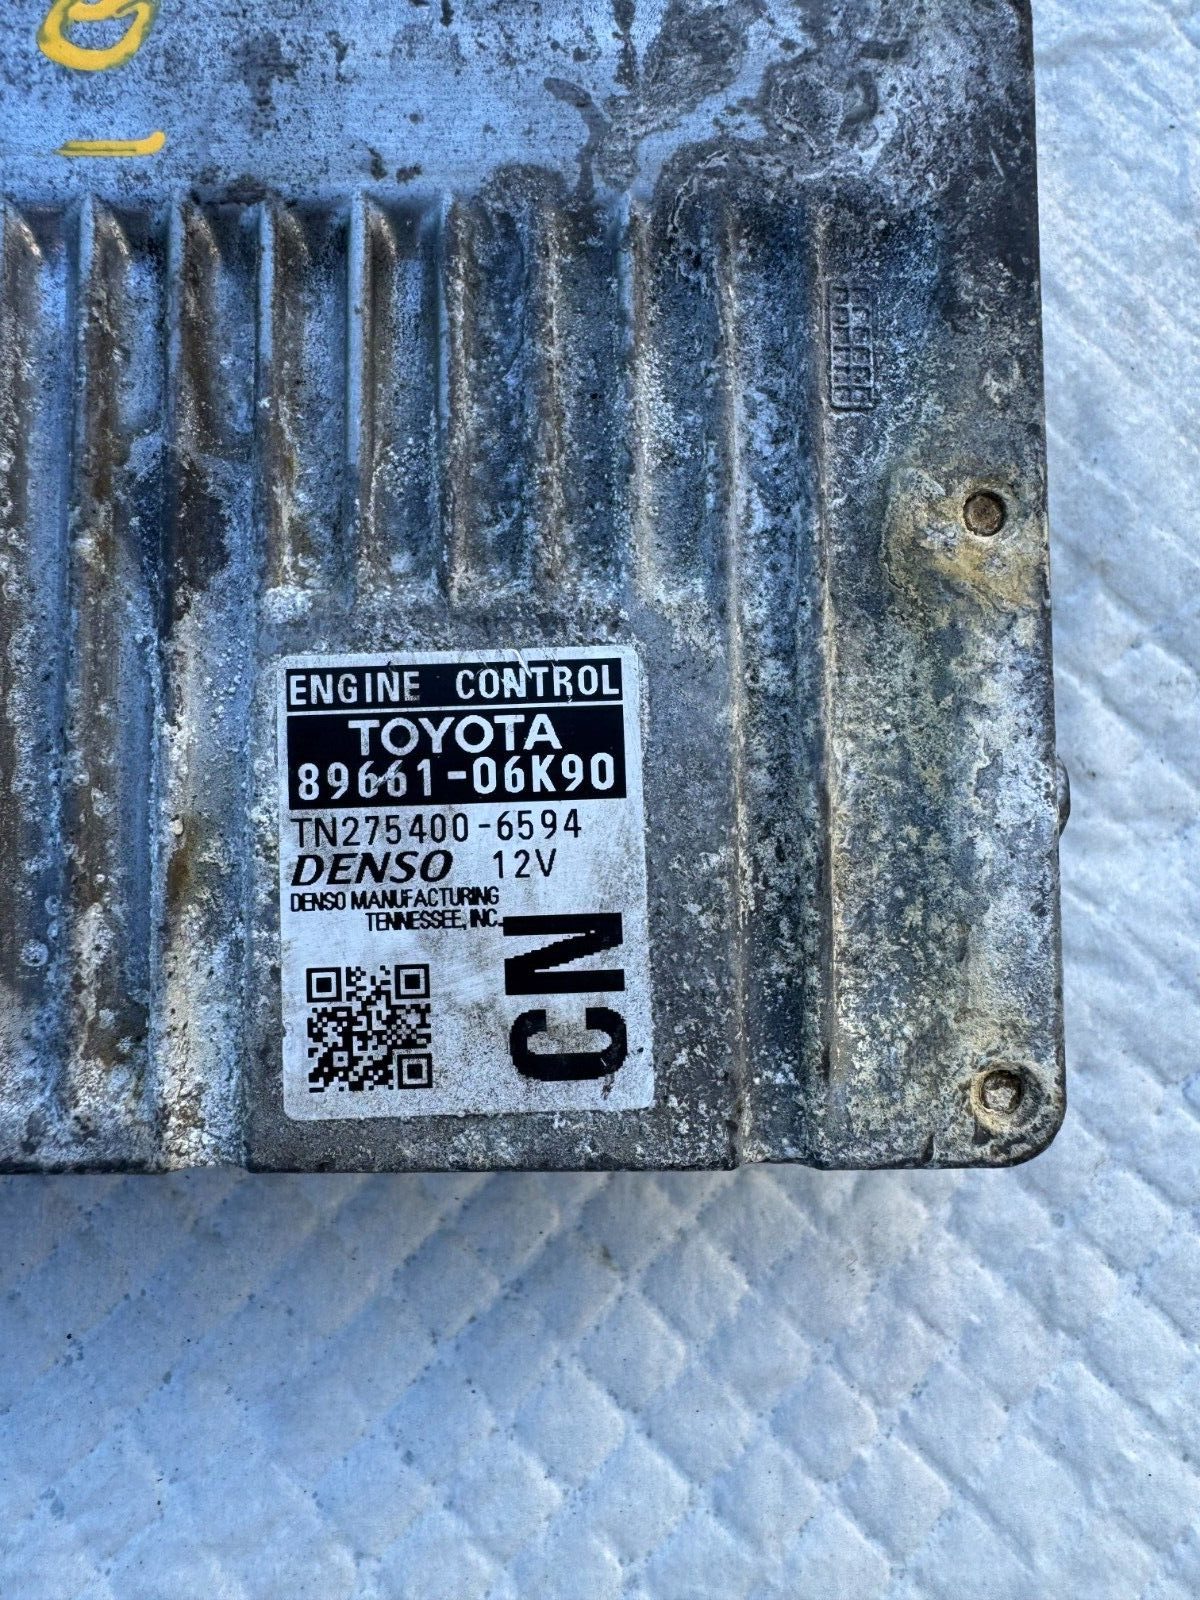 ENGINE CONTROL
TOYOTA
89661-06K90
TN275400-6594
DENSO 12V
DENSO MANUFACTURING
TENNESSEE, INC.
CN